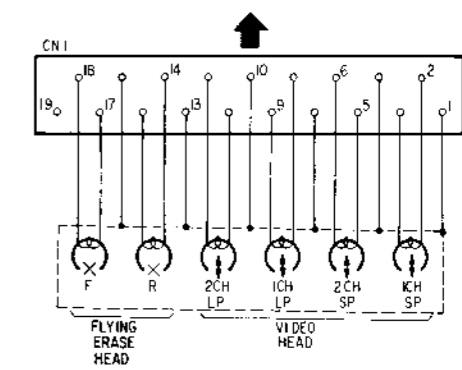 CN1
18 14 10 6 2
19 17 13 9 5 1
F R 2CH 1CH 2CH 1CH
LP LP SP SP
FLYING VIDEO
ERASE HEAD
HEAD